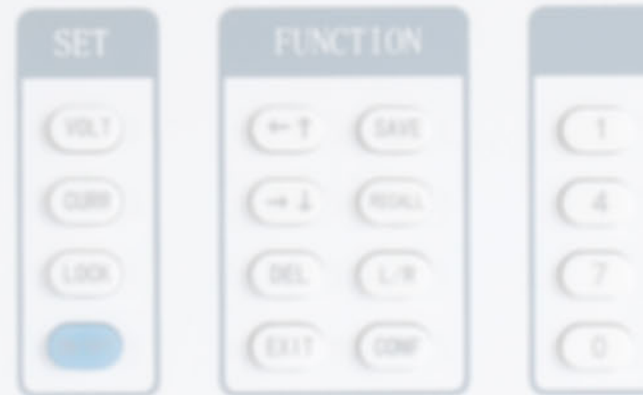 SET FUNCTION
VOLT ←↑ SAVE 1
CURR →↓ RECALL 4
LOCK DEL L/R 7
EXIT CONF 0